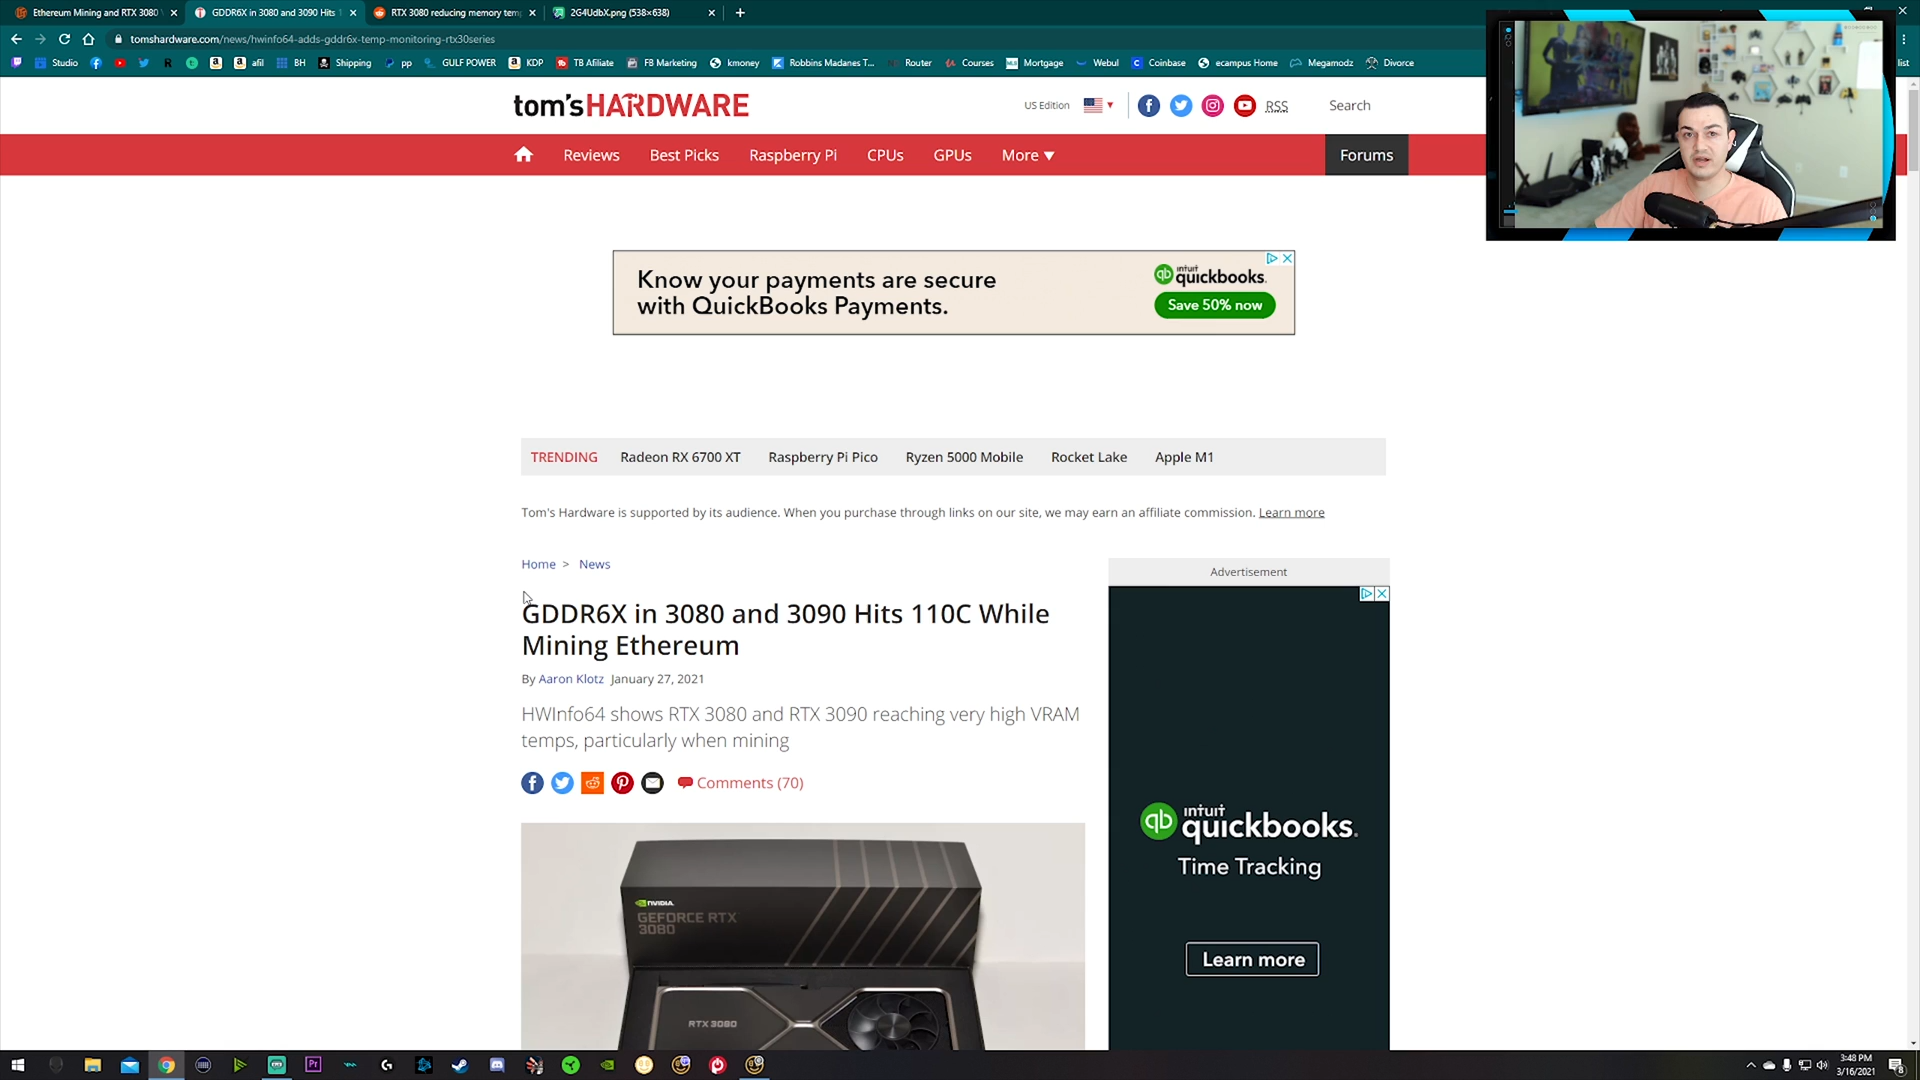 Ethereum Mining and RTX 3080
GDDR6X in 3080 and 3090 Hits 1
RTX 3080 reducing memory temp
2G4UdbX.png (538×638)
tomshardware.com/news/hwinfo64-adds-gddr6x-temp-monitoring-rtx30series
Studio
afil
BH
Shipping
pp
GULF POWER
KDP
TB Afiliate
FB Marketing
kmoney
Robbins Madanes T...
Router
Courses
Mortgage
Webul
Coinbase
ecampus Home
Megamodz
Divorce
list
tom'sHARDWARE
US Edition
RSS
Search
Reviews
Best Picks
Raspberry Pi
CPUs
GPUs
More ▼
Forums
Know your payments are secure
with QuickBooks Payments.
intuit
quickbooks.
Save 50% now
TRENDING
Radeon RX 6700 XT
Raspberry Pi Pico
Ryzen 5000 Mobile
Rocket Lake
Apple M1
Tom's Hardware is supported by its audience. When you purchase through links on our site, we may earn an affiliate commission. Learn more
Home > News
GDDR6X in 3080 and 3090 Hits 110C While
Mining Ethereum
By Aaron Klotz January 27, 2021
HWInfo64 shows RTX 3080 and RTX 3090 reaching very high VRAM
temps, particularly when mining
Comments (70)
NVIDIA.
GEFORCE RTX
3080
RTX 3080
Advertisement
intuit
quickbooks.
Time Tracking
Learn more
3:48 PM
3/16/2021